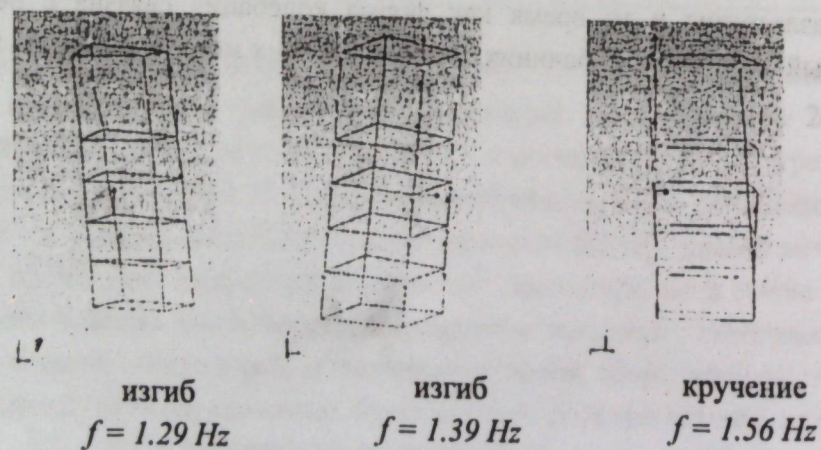 изгиб изгиб кручение
f = 1.29 Hz f = 1.39 Hz f = 1.56 Hz